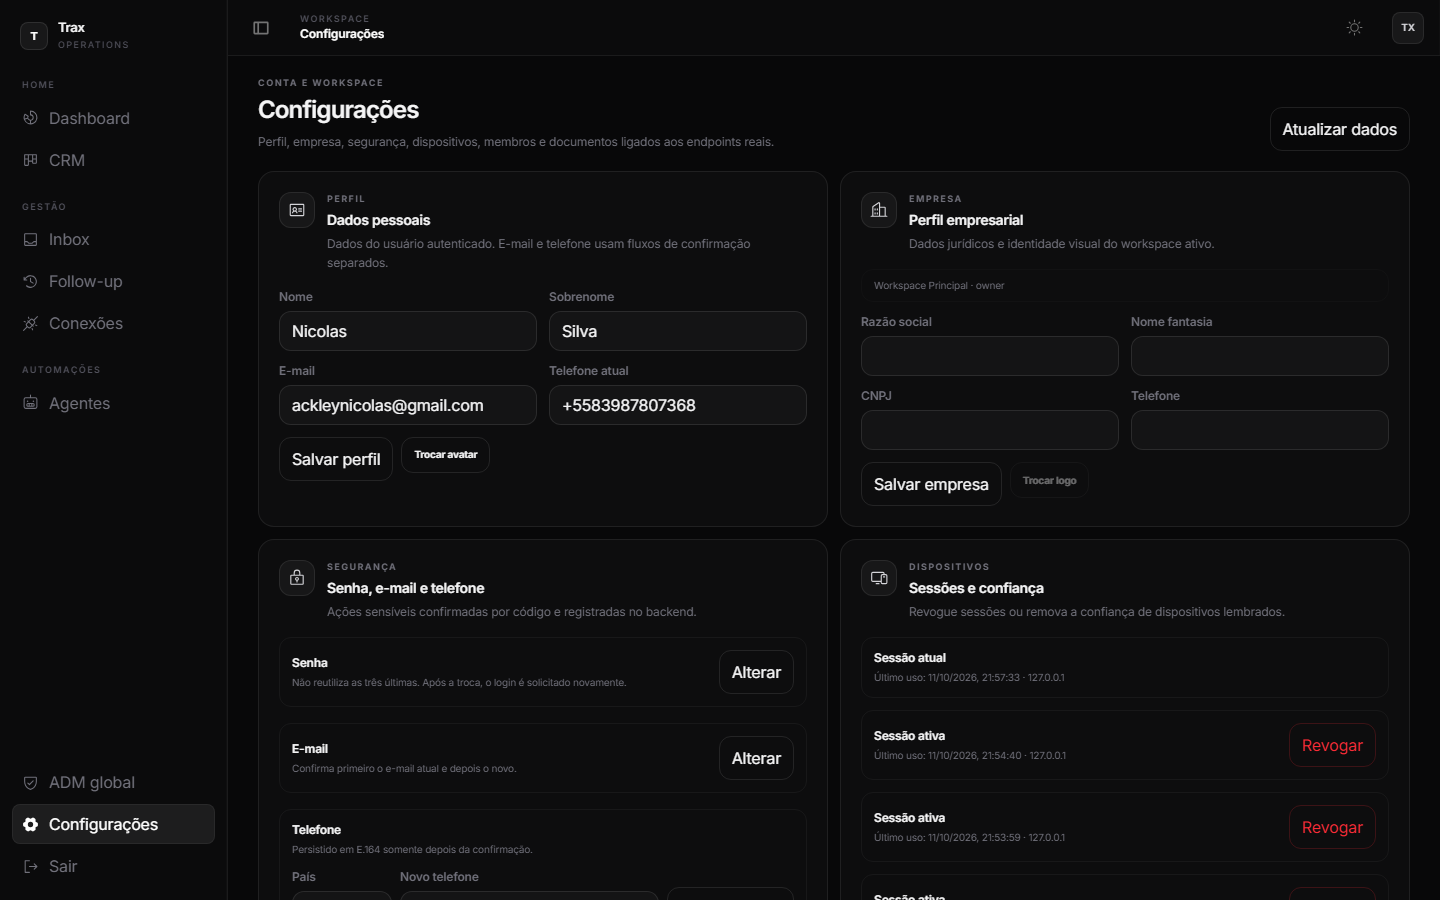 T
Trax
OPERATIONS
HOME
Dashboard
CRM
GESTÃO
Inbox
Follow-up
Conexões
AUTOMAÇÕES
Agentes
ADM global
Configurações
Sair
WORKSPACE
Configurações
TX
CONTA E WORKSPACE
Configurações
Perfil, empresa, segurança, dispositivos, membros e documentos ligados aos endpoints reais.
Atualizar dados
PERFIL
Dados pessoais
Dados do usuário autenticado. E-mail e telefone usam fluxos de confirmação
separados.
Nome
Sobrenome
Nicolas
Silva
E-mail
Telefone atual
ackleynicolas@gmail.com
+5583987807368
Salvar perfil
Trocar avatar
EMPRESA
Perfil empresarial
Dados jurídicos e identidade visual do workspace ativo.
Workspace Principal · owner
Razão social
Nome fantasia
CNPJ
Telefone
Salvar empresa
Trocar logo
SEGURANÇA
Senha, e-mail e telefone
Ações sensíveis confirmadas por código e registradas no backend.
Senha
Não reutiliza as três últimas. Após a troca, o login é solicitado novamente.
Alterar
E-mail
Confirma primeiro o e-mail atual e depois o novo.
Alterar
Telefone
Persistido em E.164 somente depois da confirmação.
País
Novo telefone
DISPOSITIVOS
Sessões e confiança
Revogue sessões ou remova a confiança de dispositivos lembrados.
Sessão atual
Último uso: 11/10/2026, 21:57:33 · 127.0.0.1
Sessão ativa
Último uso: 11/10/2026, 21:54:40 · 127.0.0.1
Revogar
Sessão ativa
Último uso: 11/10/2026, 21:53:59 · 127.0.0.1
Revogar
Sessão ativa